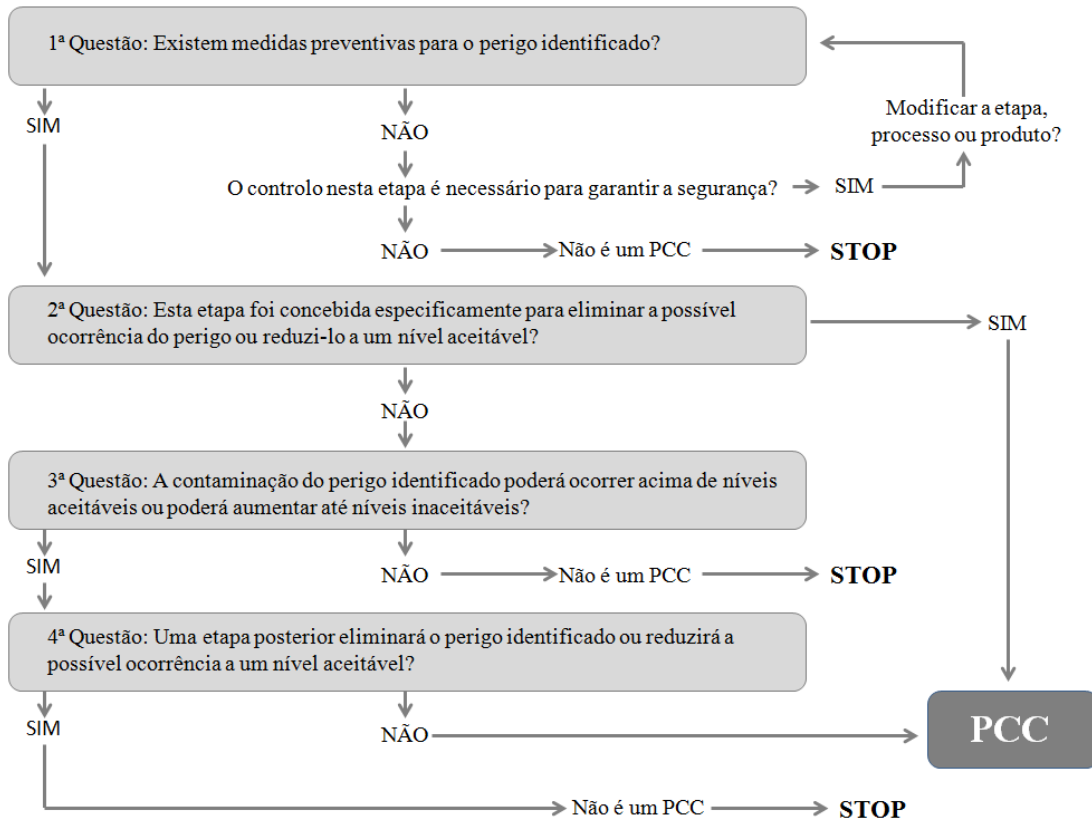 1ª Questão: Existem medidas preventivas para o perigo identificado?
SIM
NÃO
Modificar a etapa,
processo ou produto?
O controlo nesta etapa é necessário para garantir a segurança?
SIM
NÃO
Não é um PCC
STOP
2ª Questão: Esta etapa foi concebida especificamente para eliminar a possível
ocorrência do perigo ou reduzi-lo a um nível aceitável?
SIM
NÃO
3ª Questão: A contaminação do perigo identificado poderá ocorrer acima de níveis
aceitáveis ou poderá aumentar até níveis inaceitáveis?
SIM
NÃO
Não é um PCC
STOP
4ª Questão: Uma etapa posterior eliminará o perigo identificado ou reduzirá a
possível ocorrência a um nível aceitável?
SIM
NÃO
PCC
Não é um PCC
STOP